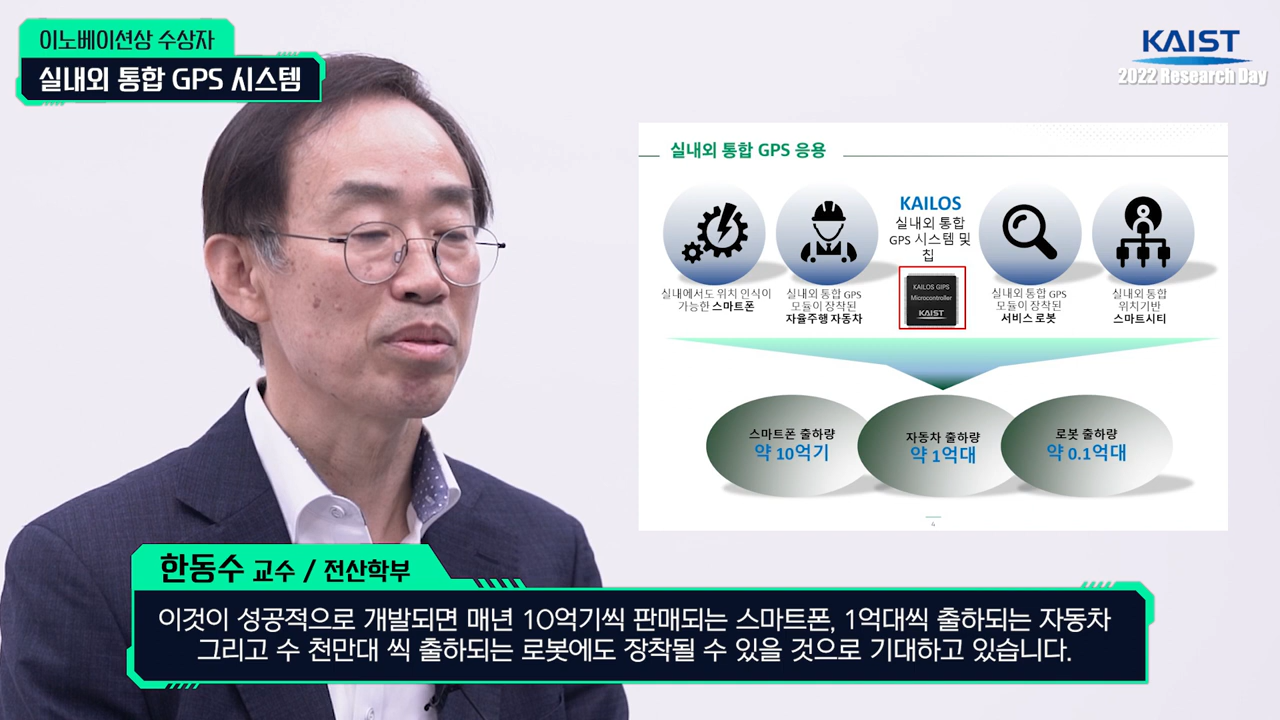 이노베이션상 수상자
실내외 통합 GPS 시스템
KAIST
2022 Research Day
실내외 통합 GPS 응용
실내에서도 위치 인식이
가능한 스마트폰
실내외 통합 GPS
모듈이 장착된
자율주행 자동차
KAILOS
실내외 통합
GPS 시스템 및
칩
KAILOS GIPS
Microcontroller
KAIST
실내외 통합 GPS
모듈이 장착된
서비스 로봇
실내외 통합
위치기반
스마트시티
스마트폰 출하량
약 10억기
자동차 출하량
약 1억대
로봇 출하량
약 0.1억대
4
한동수 교수 / 전산학부
이것이 성공적으로 개발되면 매년 10억기씩 판매되는 스마트폰, 1억대씩 출하되는 자동차
그리고 수 천만대 씩 출하되는 로봇에도 장착될 수 있을 것으로 기대하고 있습니다.